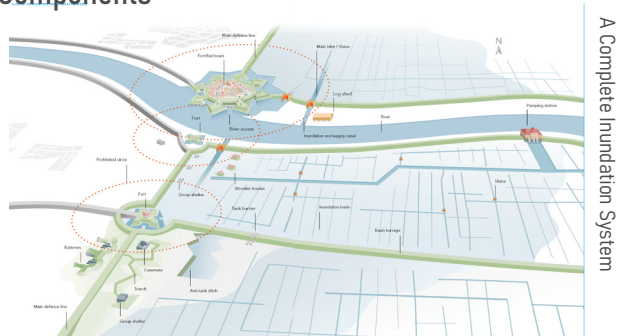 Components
A Complete Inundation System
Main defence line
Fortified town
Main inlet / Sluice
N
Log shed
Pumping station
Fort
River access
River
Inundation and supply canal
Prohibited circle
Fort
Group shelter
Wooden houses
Sluice
Tank barrier
Inundation basin
Basin barrage
Batteries
Casemate
Trench
Anti tank ditch
Main defence line
Group shelter